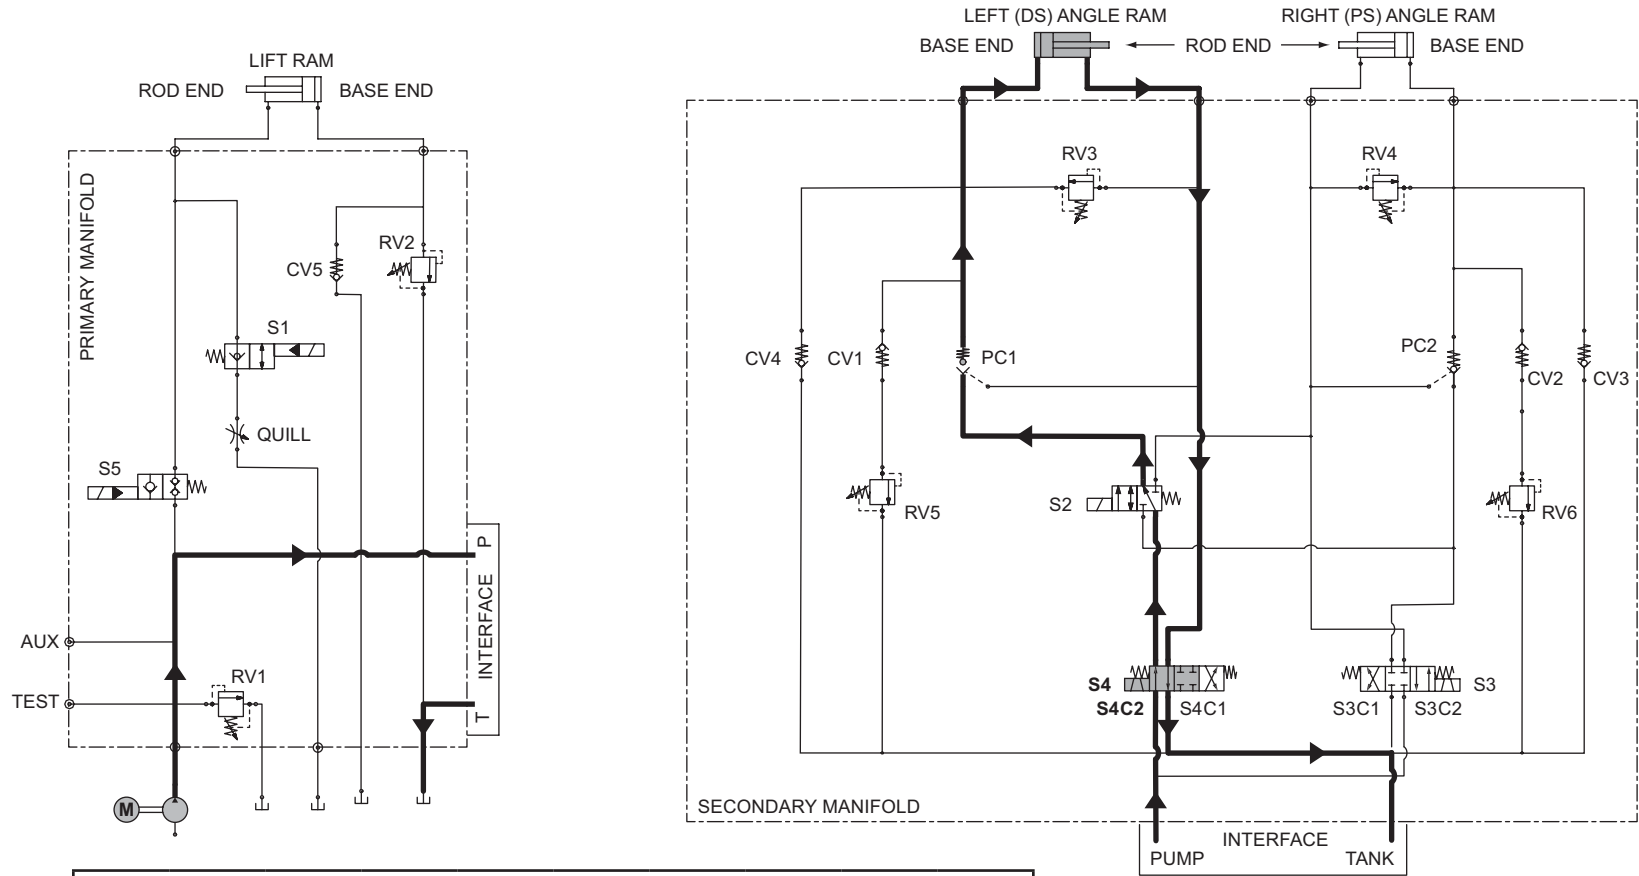 LEFT (DS) ANGLE RAM
RIGHT (PS) ANGLE RAM
BASE END
ROD END
BASE END
LIFT RAM
ROD END
BASE END
PRIMARY MANIFOLD
RV3
RV4
RV2
CV5
S1
QUILL
S5
CV4
CV1
PC1
PC2
CV2
CV3
S2
RV5
RV6
P
INTERFACE
T
AUX
TEST
RV1
S4
S4C2
S4C1
S3C1
S3C2
S3
M
SECONDARY MANIFOLD
INTERFACE
PUMP
TANK